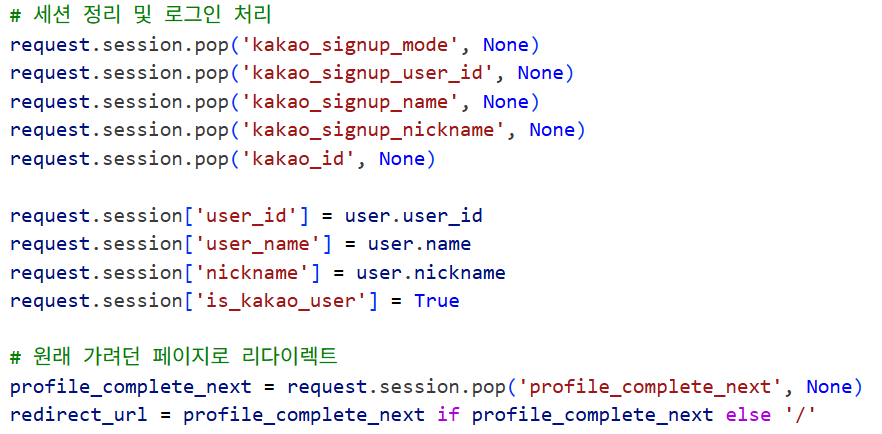 # 세션 정리 및 로그인 처리
request.session.pop('kakao_signup_mode', None)
request.session.pop('kakao_signup_user_id', None)
request.session.pop('kakao_signup_name', None)
request.session.pop('kakao_signup_nickname', None)
request.session.pop('kakao_id', None)
request.session['user_id'] = user.user_id
request.session['user_name'] = user.name
request.session['nickname'] = user.nickname
request.session['is_kakao_user'] = True
# 원래 가려던 페이지로 리다이렉트
profile_complete_next = request.session.pop('profile_complete_next', None)
redirect_url = profile_complete_next if profile_complete_next else '/'